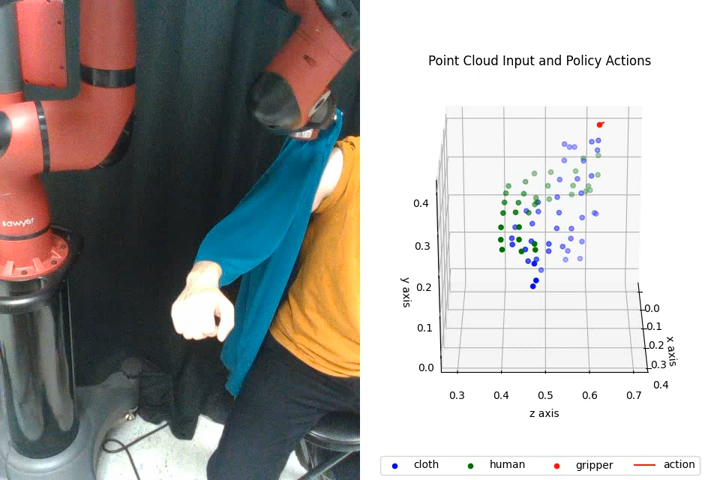 sawyer
Point Cloud Input and Policy Actions
0.4
0.3
0.2
0.1
0.0
y axis
0.3
0.4
0.5
0.6
0.7
z axis
0.0
0.1
0.2
0.3
0.4
x axis
cloth
human
gripper
action